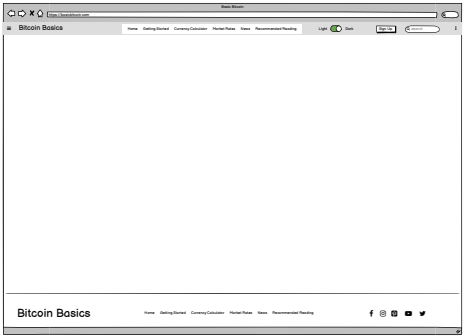 Basic Bitcoin
https://basicbitcoin.com
Bitcoin Basics Home Getting Started Currency Calculator Market Rates News Recommended Reading Light Dark Sign Up search
Bitcoin Basics Home Getting Started Currency Calculator Market Rates News Recommended Reading